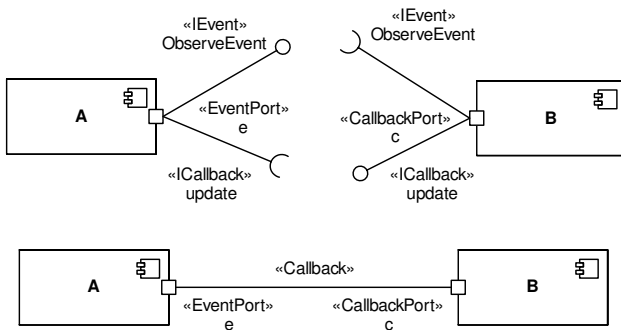 «IEvent»
ObserveEvent
«IEvent»
ObserveEvent
A
«EventPort»
e
«CallbackPort»
c
B
«ICallback»
update
«ICallback»
update
A
«Callback»
B
«EventPort»
e
«CallbackPort»
c